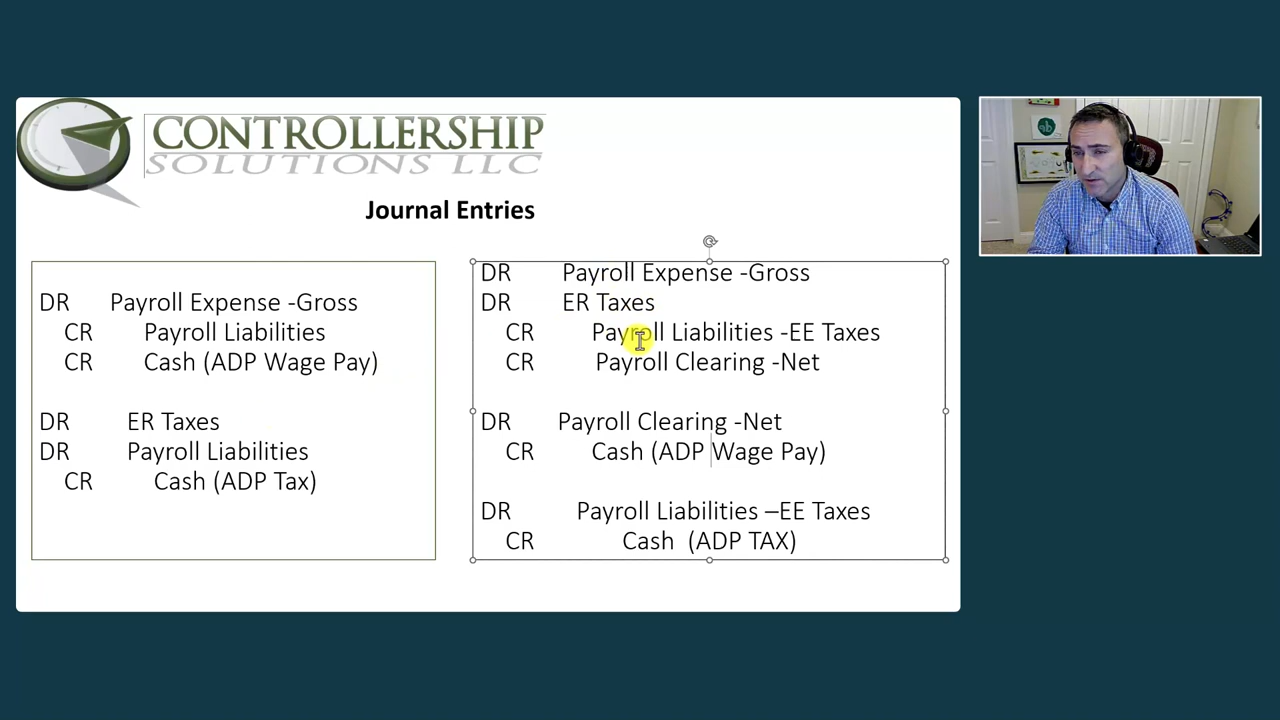 CONTROLLERSHIP
SOLUTIONS LLC
Journal Entries
DR Payroll Expense -Gross
CR Payroll Liabilities
CR Cash (ADP Wage Pay)
DR ER Taxes
DR Payroll Liabilities
CR Cash (ADP Tax)
DR Payroll Expense -Gross
DR ER Taxes
CR Payroll Liabilities -EE Taxes
CR Payroll Clearing -Net
DR Payroll Clearing -Net
CR Cash (ADP Wage Pay)
DR Payroll Liabilities –EE Taxes
CR Cash (ADP TAX)